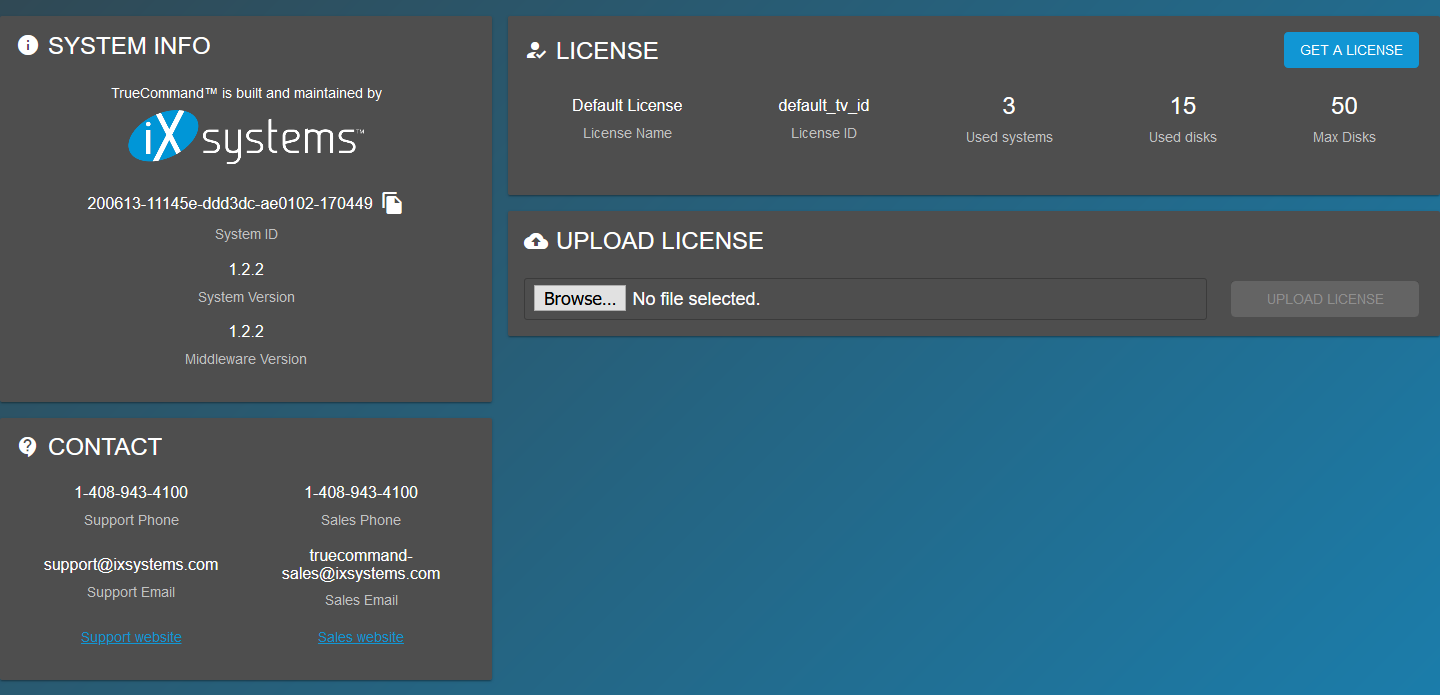 SYSTEM INFO
TrueCommand™ is built and maintained by
iX systems™
200613-11145e-ddd3dc-ae0102-170449
System ID
1.2.2
System Version
1.2.2
Middleware Version
CONTACT
1-408-943-4100
Support Phone
1-408-943-4100
Sales Phone
support@ixsystems.com
Support Email
truecommand-
sales@ixsystems.com
Sales Email
Support website
Sales website
LICENSE
GET A LICENSE
Default License
License Name
default_tv_id
License ID
3
Used systems
15
Used disks
50
Max Disks
UPLOAD LICENSE
Browse... No file selected.
UPLOAD LICENSE